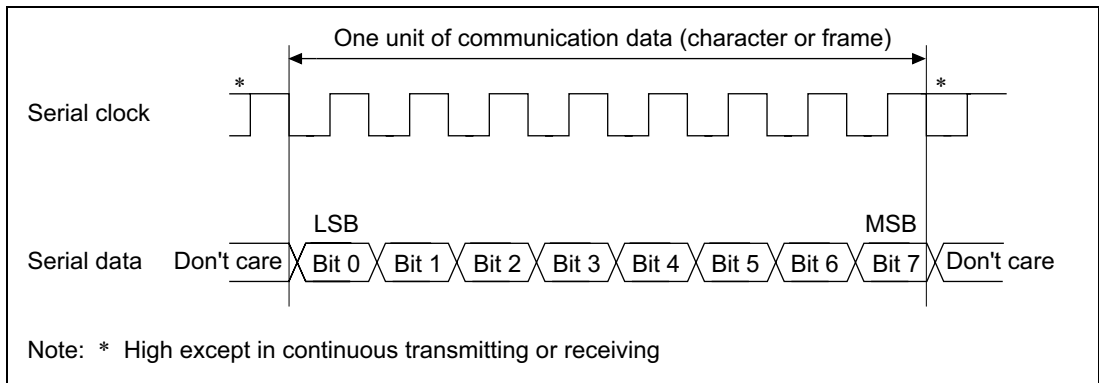 One unit of communication data (character or frame)
* *
Serial clock
LSB MSB
Serial data Don't care Bit 0 Bit 1 Bit 2 Bit 3 Bit 4 Bit 5 Bit 6 Bit 7 Don't care
Note: * High except in continuous transmitting or receiving